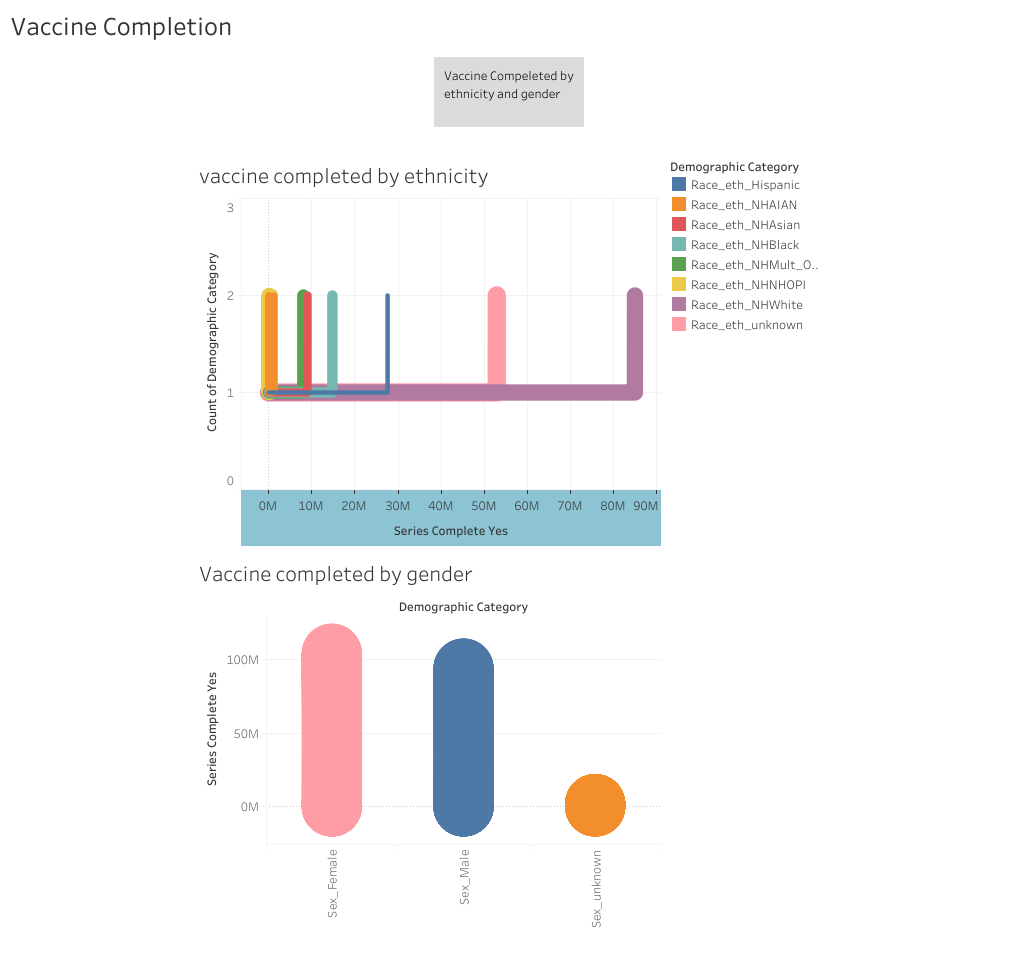 Vaccine Completion
Vaccine Compeleted by
ethnicity and gender
vaccine completed by ethnicity
Demographic Category
Race_eth_Hispanic
Race_eth_NHAIAN
Race_eth_NHAsian
Race_eth_NHBlack
Race_eth_NHMult_O..
Race_eth_NHNHOPI
Race_eth_NHWhite
Race_eth_unknown
Count of Demographic Category
3
2
1
0
0M 10M 20M 30M 40M 50M 60M 70M 80M 90M
Series Complete Yes
Vaccine completed by gender
Demographic Category
Series Complete Yes
100M
50M
0M
Sex_Female
Sex_Male
Sex_unknown